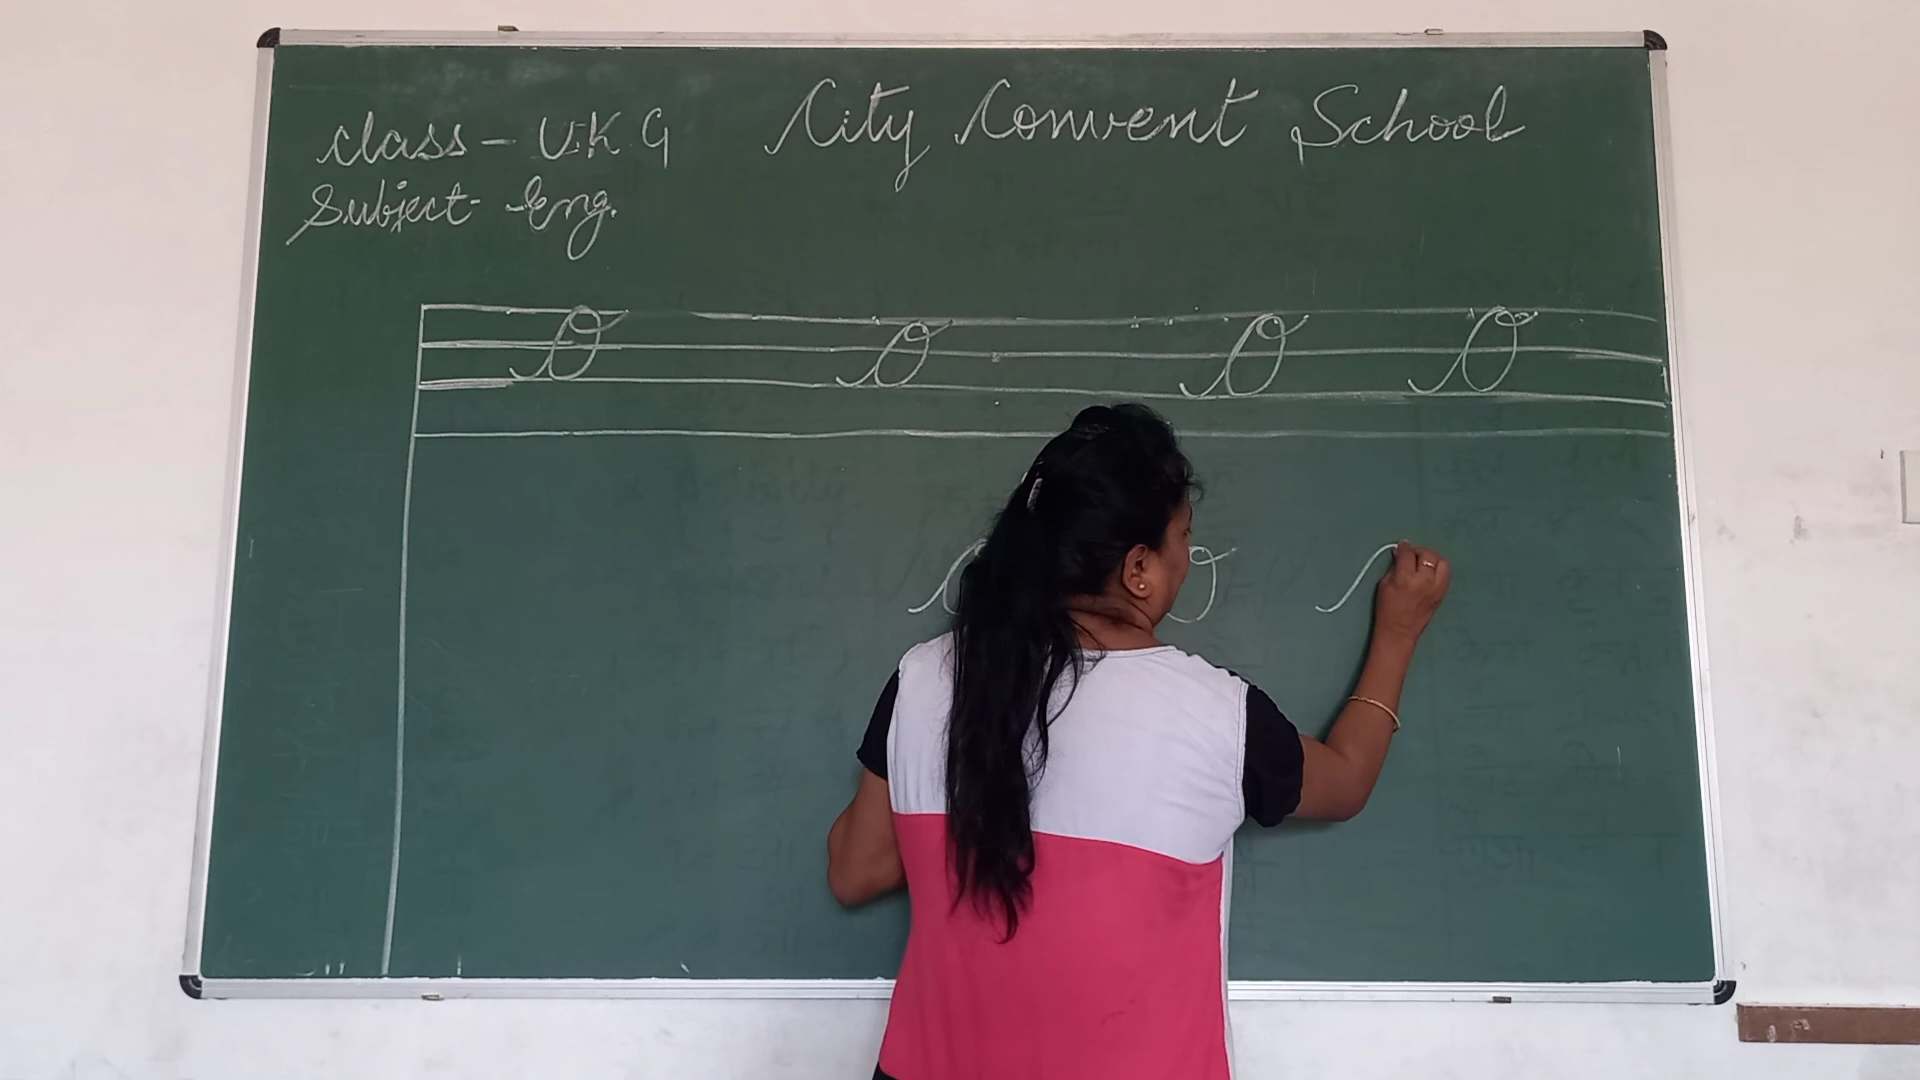 City Convent School
Class - U.K.G
Subject - Eng.
O O O O
O